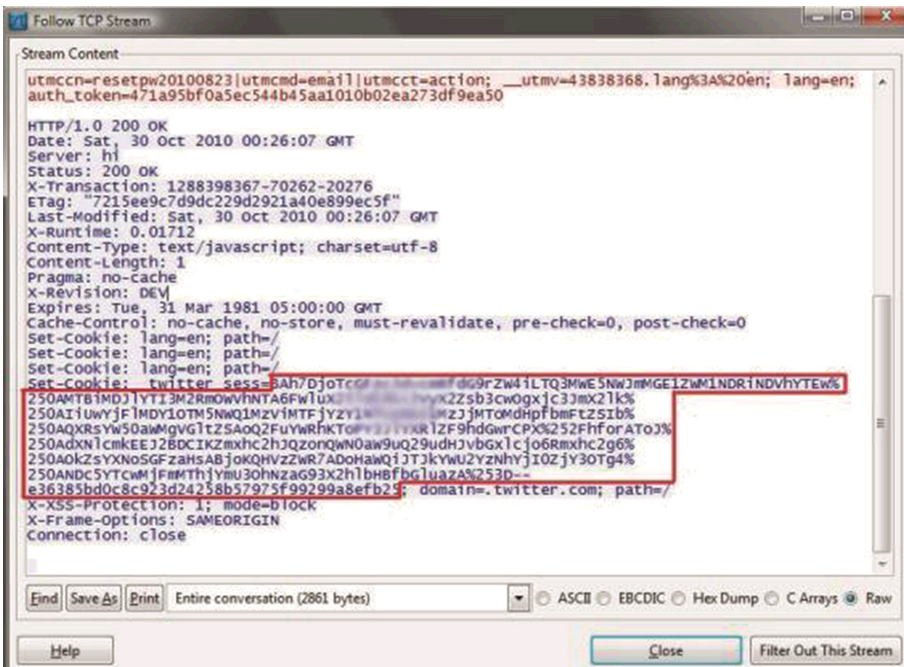 Follow TCP Stream
Stream Content
utmccn=resetpw20100823|utmcmd=email|utmcct=action; __utmv=43838368.lang%3A%20en; lang=en;
auth_token=471a95bf0a5ec544b45aa1010b02ea273df9ea50
HTTP/1.0 200 OK
Date: Sat, 30 Oct 2010 00:26:07 GMT
Server: hi
Status: 200 OK
X-Transaction: 1288398367-70262-20276
ETag: "7215ee9c7d9dc229d2921a40e899ec5f"
Last-Modified: Sat, 30 Oct 2010 00:26:07 GMT
X-Runtime: 0.01712
Content-Type: text/javascript; charset=utf-8
Content-Length: 1
Pragma: no-cache
X-Revision: DEV
Expires: Tue, 31 Mar 1981 05:00:00 GMT
Cache-Control: no-cache, no-store, must-revalidate, pre-check=0, post-check=0
Set-Cookie: lang=en; path=/
Set-Cookie: lang=en; path=/
Set-Cookie: lang=en; path=/
Set-Cookie: _twitter_sess=
; domain=.twitter.com; path=/
X-XSS-Protection: 1; mode=block
X-Frame-Options: SAMEORIGIN
Connection: close
Find Save As Print Entire conversation (2861 bytes) ASCII EBCDIC Hex Dump C Arrays Raw
Help Close Filter Out This Stream